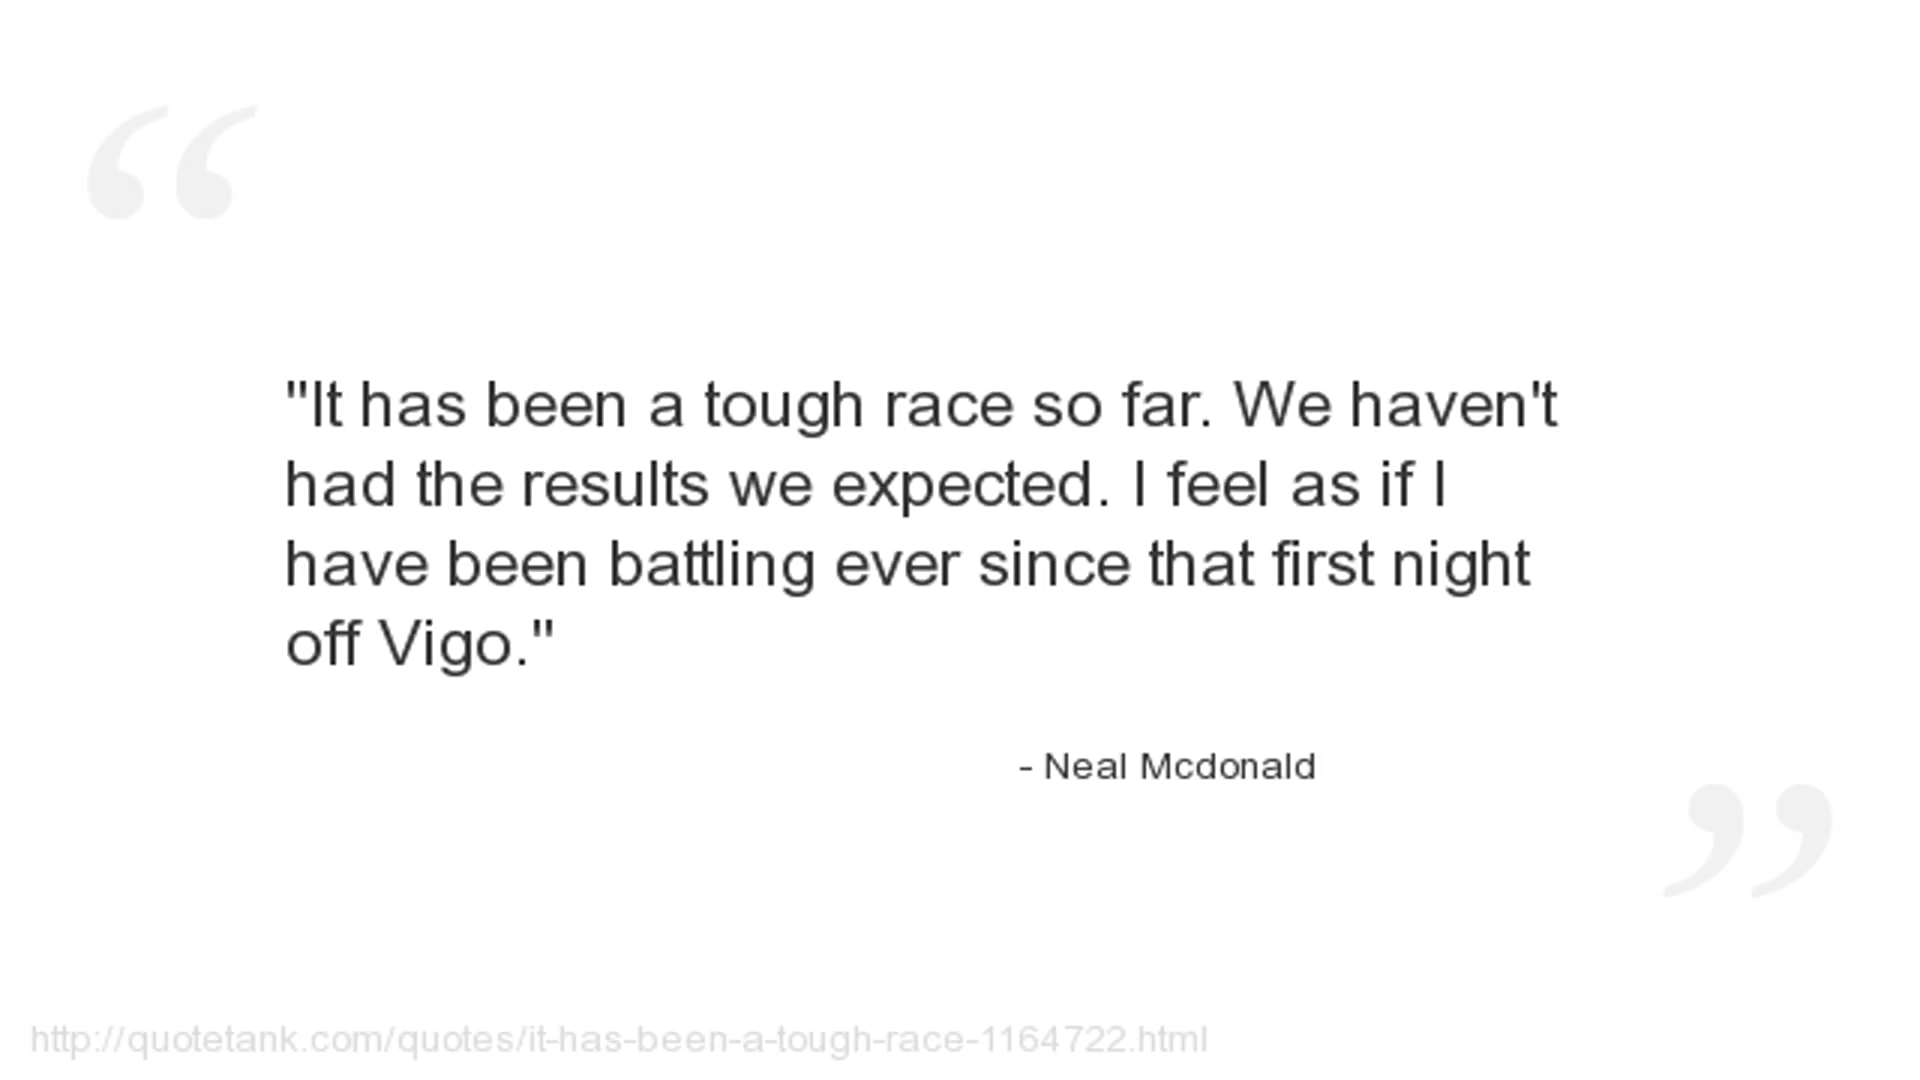 "It has been a tough race so far. We haven't
had the results we expected. I feel as if I
have been battling ever since that first night
off Vigo."
- Neal Mcdonald
http://quotetank.com/quotes/it-has-been-a-tough-race-1164722.html